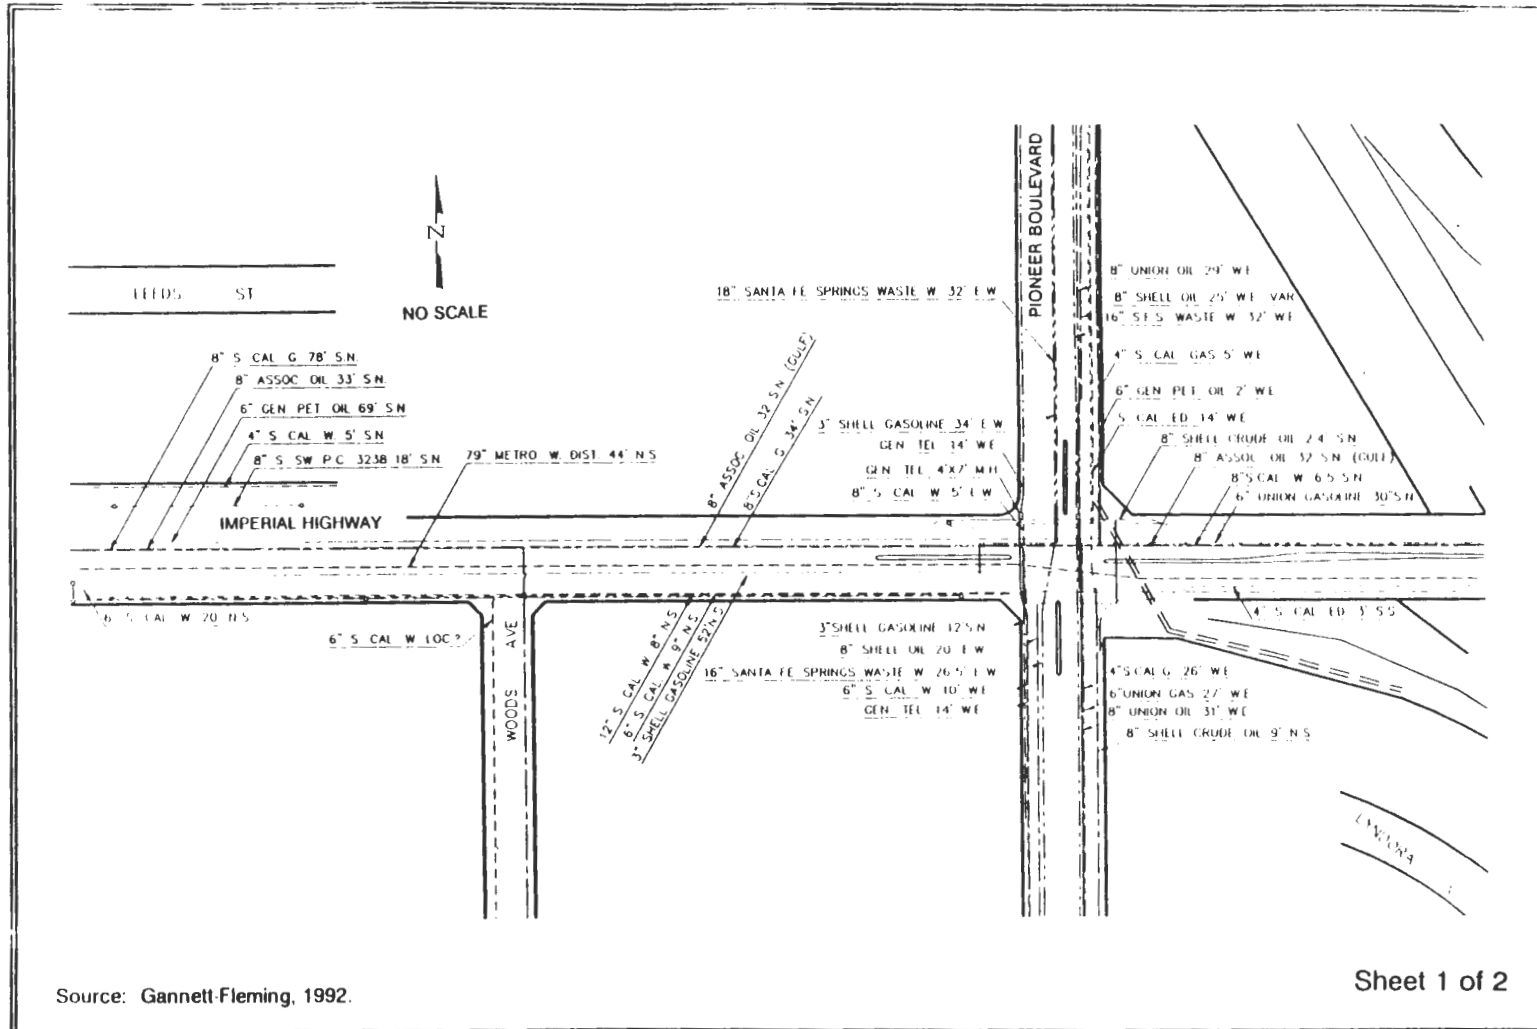 PIONEER BOULEVARD
N
NO SCALE
LEEDS ST
8" S CAL G 78' S.N.
8" ASSOC OIL 33' S N.
6" GEN PET OIL 69' S N
4" S CAL W 5' S N
8" S SW P.C 3238 18' S N
IMPERIAL HIGHWAY
79" METRO W. DIST. 44' N S
18" SANTA FE SPRINGS WASTE W 32' E W
8" ASSOC OIL 32 S N (GULF)
8" S CAL G 34' S N
3" SHELL GASOLINE 34' E W
GEN TEL 14' W E
GEN TEL 4'X7' M H
8" S CAL W 5' E W
8" UNION OIL 29' W E
8" SHELL OIL 25' W E VAR
16" S F S WASTE W 32' W E
4" S CAL GAS 5' W E
6" GEN PET OIL 2' W E
S CAL ED 14' W E
8" SHELL CRUDE OIL 2.4' S N
8" ASSOC OIL 32 S N (GULF)
8" S CAL W 65 S N
6" UNION GASOLINE 30" S N
6" S CAL W 20' N S
6" S CAL W LOC ?
WOODS AVE
12" S CAL W 8" N S
6" S CAL. W 9" N S
3" SHELL GASOLINE 52' N S
3" SHELL GASOLINE 12' S N
8" SHELL OIL 20 E W
16" SANTA FE SPRINGS WASTE W 26 5' E W
6" S CAL W 10' W E
GEN TEL 14' W E
4" S CAL ED 3' S S
4" S CAL G 26' W E
6" UNION GAS 27' W E
8" UNION OIL 31' W E
8" SHELL CRUDE OIL 9' N S
LYNDORA
Source: Gannett-Fleming, 1992.
Sheet 1 of 2